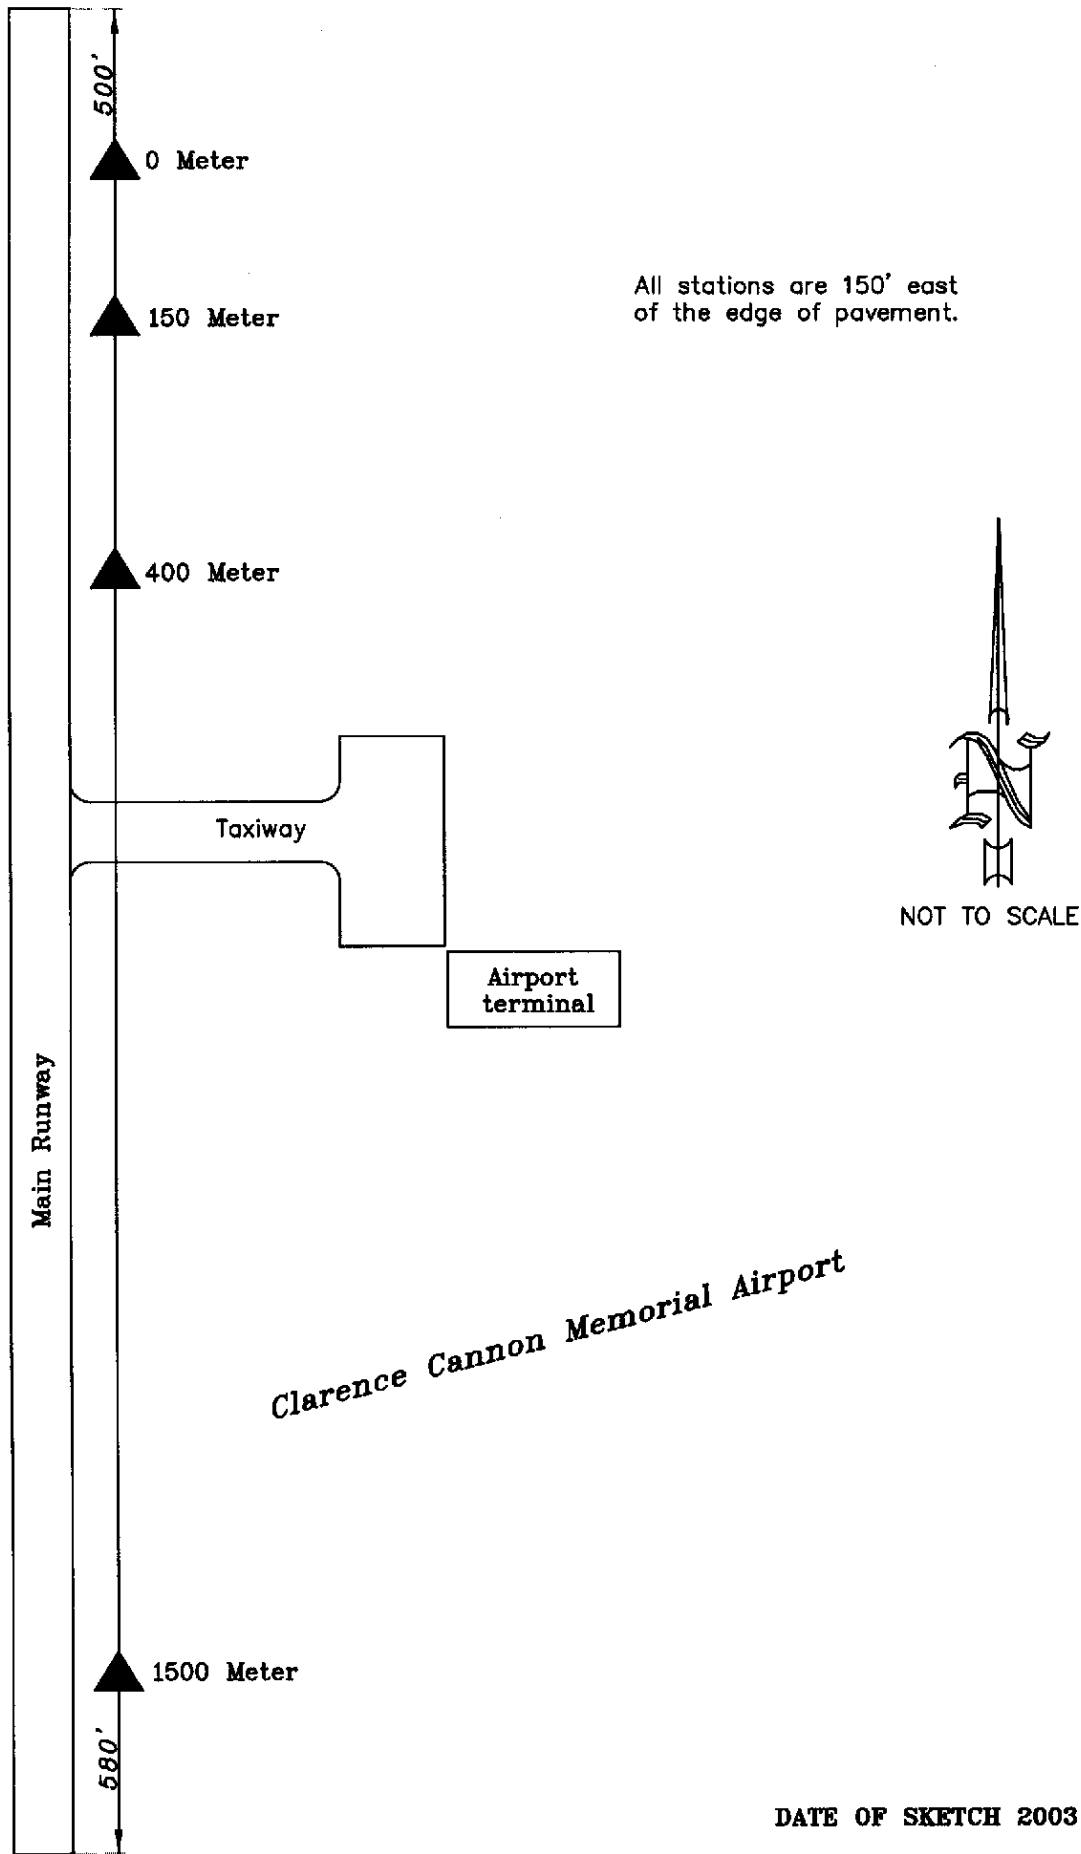 500'
0 Meter
150 Meter
All stations are 150' east
of the edge of pavement.
400 Meter
Taxiway
N
NOT TO SCALE
Airport
terminal
Main Runway
Clarence Cannon Memorial Airport
1500 Meter
580'
DATE OF SKETCH 2003